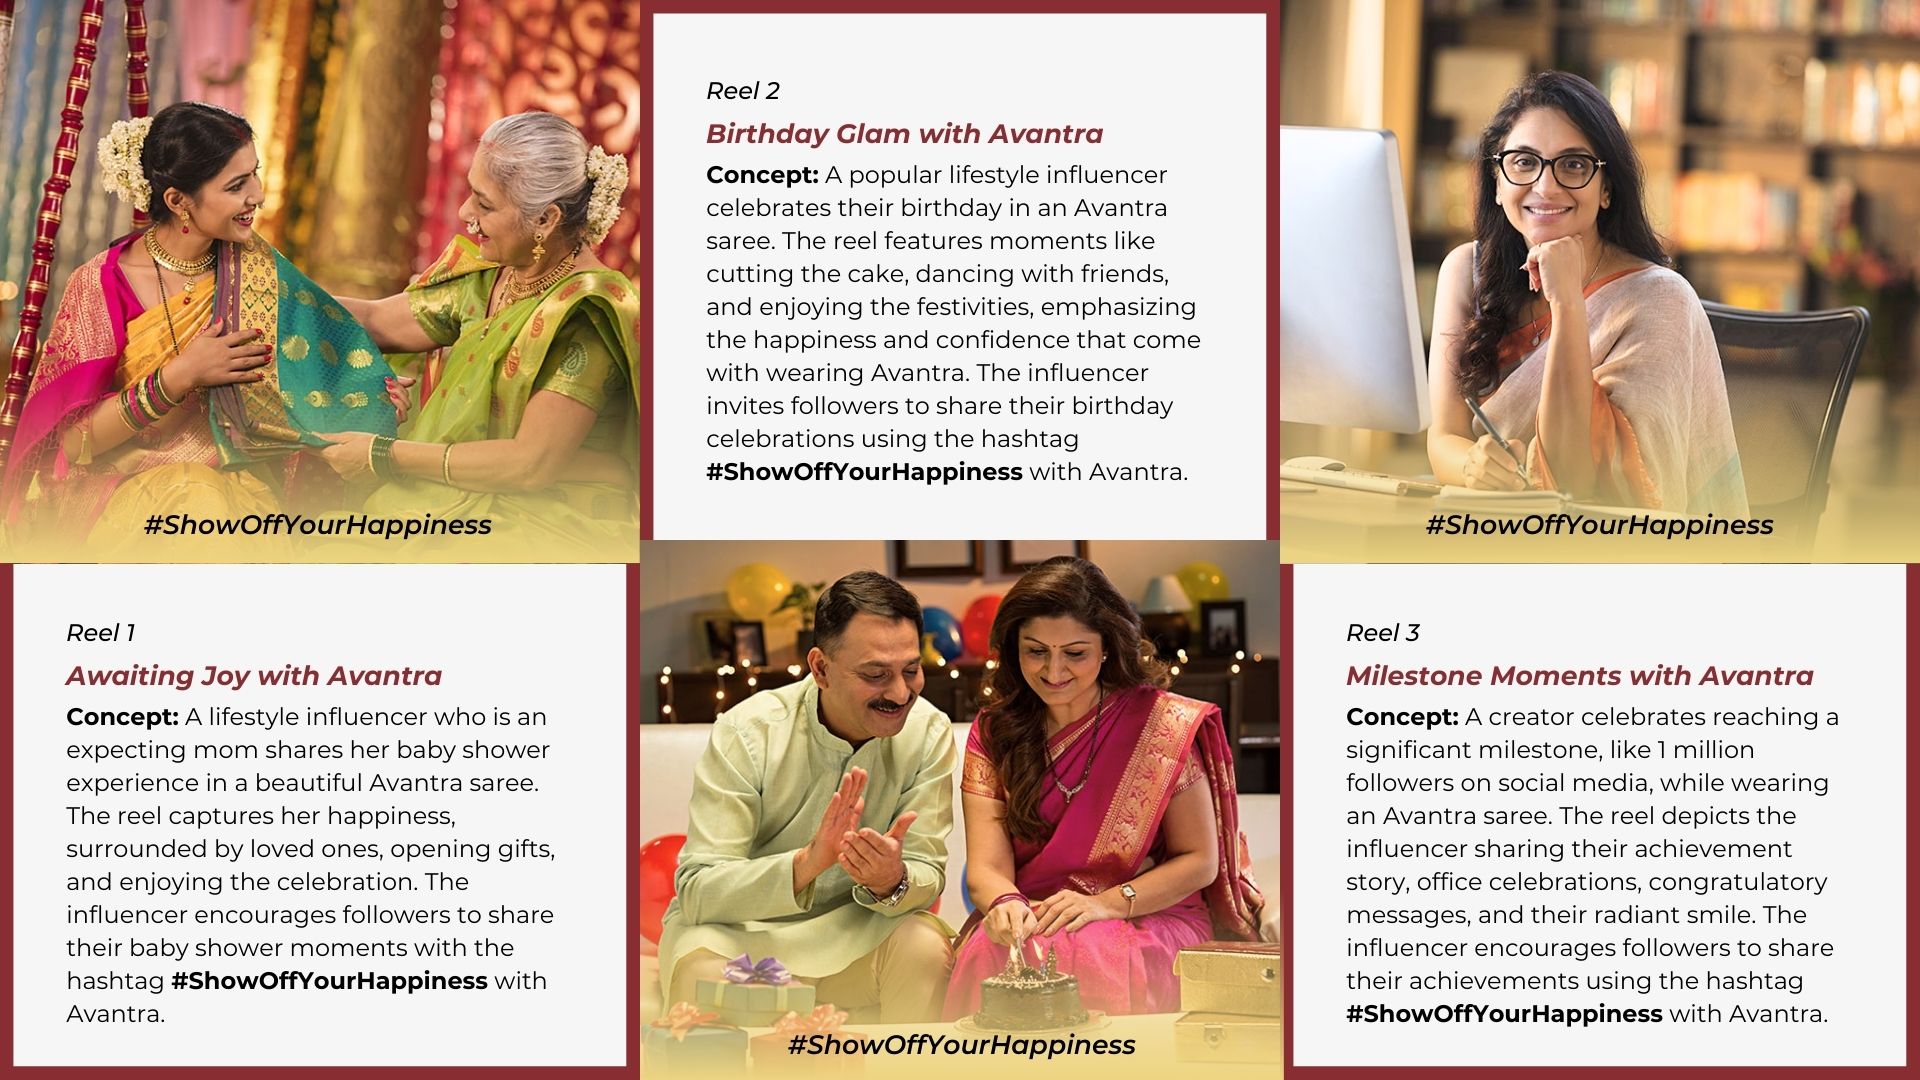 #ShowOffYourHappiness
Reel 1
Awaiting Joy with Avantra
Concept: A lifestyle influencer who is an
expecting mom shares her baby shower
experience in a beautiful Avantra saree.
The reel captures her happiness,
surrounded by loved ones, opening gifts,
and enjoying the celebration. The
influencer encourages followers to share
their baby shower moments with the
hashtag #ShowOffYourHappiness with
Avantra.
Reel 2
Birthday Glam with Avantra
Concept: A popular lifestyle influencer
celebrates their birthday in an Avantra
saree. The reel features moments like
cutting the cake, dancing with friends,
and enjoying the festivities, emphasizing
the happiness and confidence that come
with wearing Avantra. The influencer
invites followers to share their birthday
celebrations using the hashtag
#ShowOffYourHappiness with Avantra.
#ShowOffYourHappiness
#ShowOffYourHappiness
Reel 3
Milestone Moments with Avantra
Concept: A creator celebrates reaching a
significant milestone, like 1 million
followers on social media, while wearing
an Avantra saree. The reel depicts the
influencer sharing their achievement
story, office celebrations, congratulatory
messages, and their radiant smile. The
influencer encourages followers to share
their achievements using the hashtag
#ShowOffYourHappiness with Avantra.